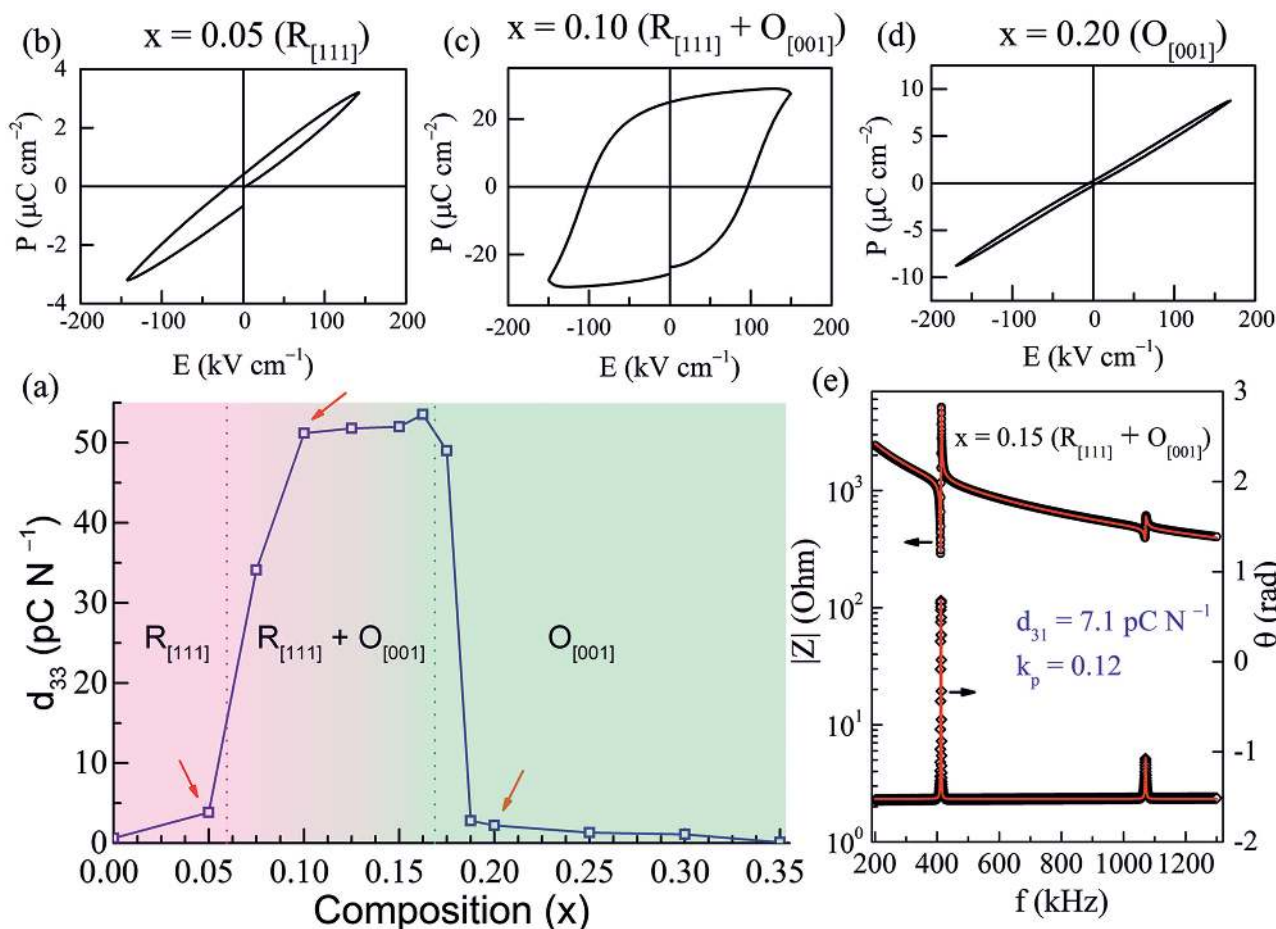 (b) x = 0.05 (R[111])
4
2
0
-2
-4
P (μC cm⁻²)
-200 -100 0 100 200
E (kV cm⁻¹)
(c) x = 0.10 (R[111] + O[001])
20
0
-20
P (μC cm⁻²)
-200 -100 0 100 200
E (kV cm⁻¹)
(d) x = 0.20 (O[001])
10
5
0
-5
-10
P (μC cm⁻²)
-200 -100 0 100 200
E (kV cm⁻¹)
(a)
50
40
30
20
10
0
d33 (pC N⁻¹)
R[111]
R[111] + O[001]
O[001]
0.00 0.05 0.10 0.15 0.20 0.25 0.30 0.35
Composition (x)
(e)
x = 0.15 (R[111] + O[001])
10³
10²
10¹
10⁰
|Z| (Ohm)
d31 = 7.1 pC N⁻¹
kp = 0.12
3
2
1
0
-1
-2
θ (rad)
200 400 600 800 1000
f (kHz)